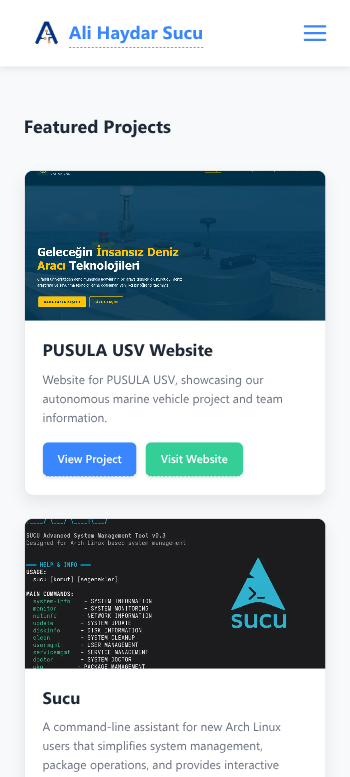 Ali Haydar Sucu
Featured Projects
Geleceğin İnsansız Deniz
Aracı Teknolojileri
PUSULA USV Website
Website for PUSULA USV, showcasing our
autonomous marine vehicle project and team
information.
View Project
Visit Website
SUCU Advanced System Management Tool v0.3
Designed for Arch Linux based system management
HELP & INFO
USAGE:
sucu [komut] [seçenekler]
MAIN COMMANDS:
system-info - SYSTEM INFORMATION
monitor - SYSTEM MONITORING
netinfo - NETWORK INFORMATION
update - SYSTEM UPDATE
diskinfo - DISK INFORMATION
clean - SYSTEM CLEANUP
usermgmt - USER MANAGEMENT
servicemgmt - SERVICE MANAGEMENT
doctor - SYSTEM DOCTOR
pkg - PACKAGE MANAGEMENT
sucu
Sucu
A command-line assistant for new Arch Linux
users that simplifies system management,
package operations, and provides interactive